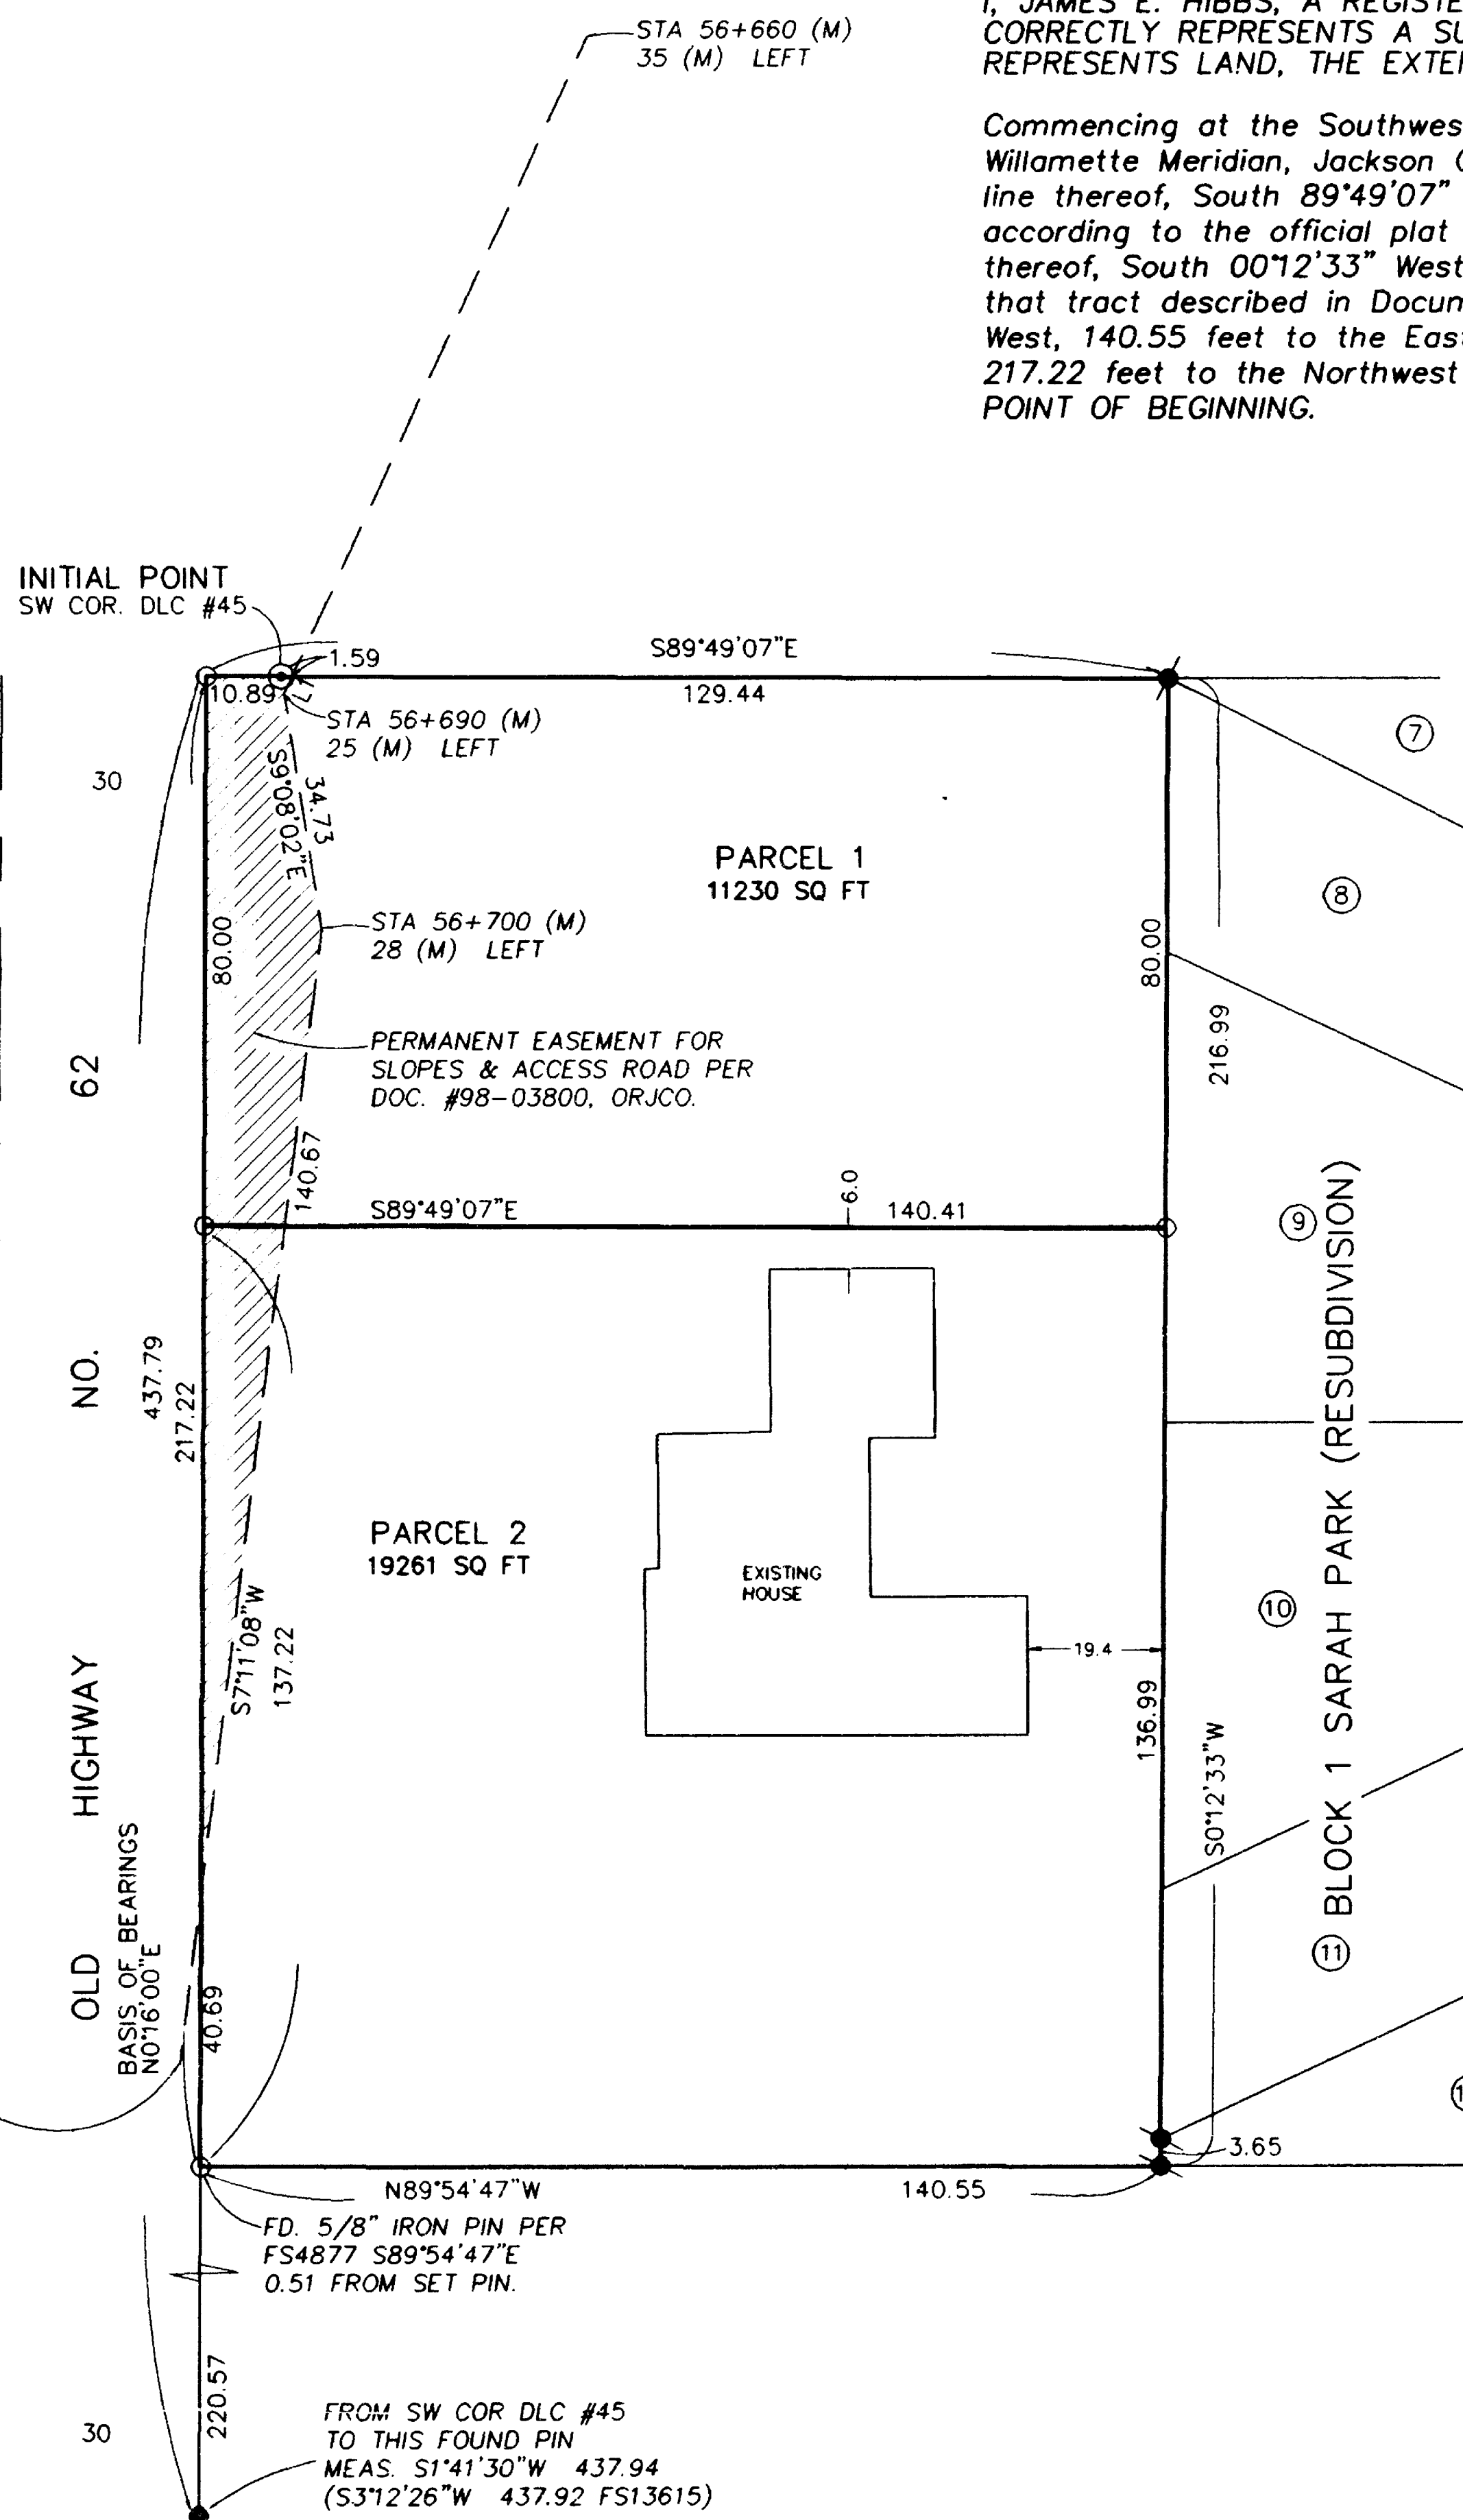 I, JAMES E. HIBBS, A REGISTE
CORRECTLY REPRESENTS A SU
REPRESENTS LAND, THE EXTE
Commencing at the Southwes
Willamette Meridian, Jackson
line thereof, South 89°49'07"
according to the official plat
thereof, South 00°12'33" West
that tract described in Docum
West, 140.55 feet to the East
217.22 feet to the Northwest
POINT OF BEGINNING.
STA 56+660 (M)
35 (M) LEFT
INITIAL POINT
SW COR. DLC #45
1.59
S89°49'07"E
10.89
129.44
STA 56+690 (M)
25 (M) LEFT
30
34.73
S9°08'02"E
7
8
PARCEL 1
11230 SQ FT
STA 56+700 (M)
28 (M) LEFT
80.00
80.00
216.99
PERMANENT EASEMENT FOR
SLOPES & ACCESS ROAD PER
DOC. #98-03800, ORJCO.
140.67
S89°49'07"E
6.0
140.41
9
OLD HIGHWAY NO. 62
437.79
217.22
BLOCK 1 SARAH PARK (RESUBDIVISION)
PARCEL 2
19261 SQ FT
EXISTING
HOUSE
10
S7°11'08"W
137.22
19.4
136.99
S0°12'33"W
BASIS OF BEARINGS
N0°16'00"E
11
40.69
3.65
N89°54'47"W
140.55
FD. 5/8" IRON PIN PER
FS4877 S89°54'47"E
0.51 FROM SET PIN.
220.57
30
FROM SW COR DLC #45
TO THIS FOUND PIN
MEAS. S1°41'30"W 437.94
(S3°12'26"W 437.92 FS13615)